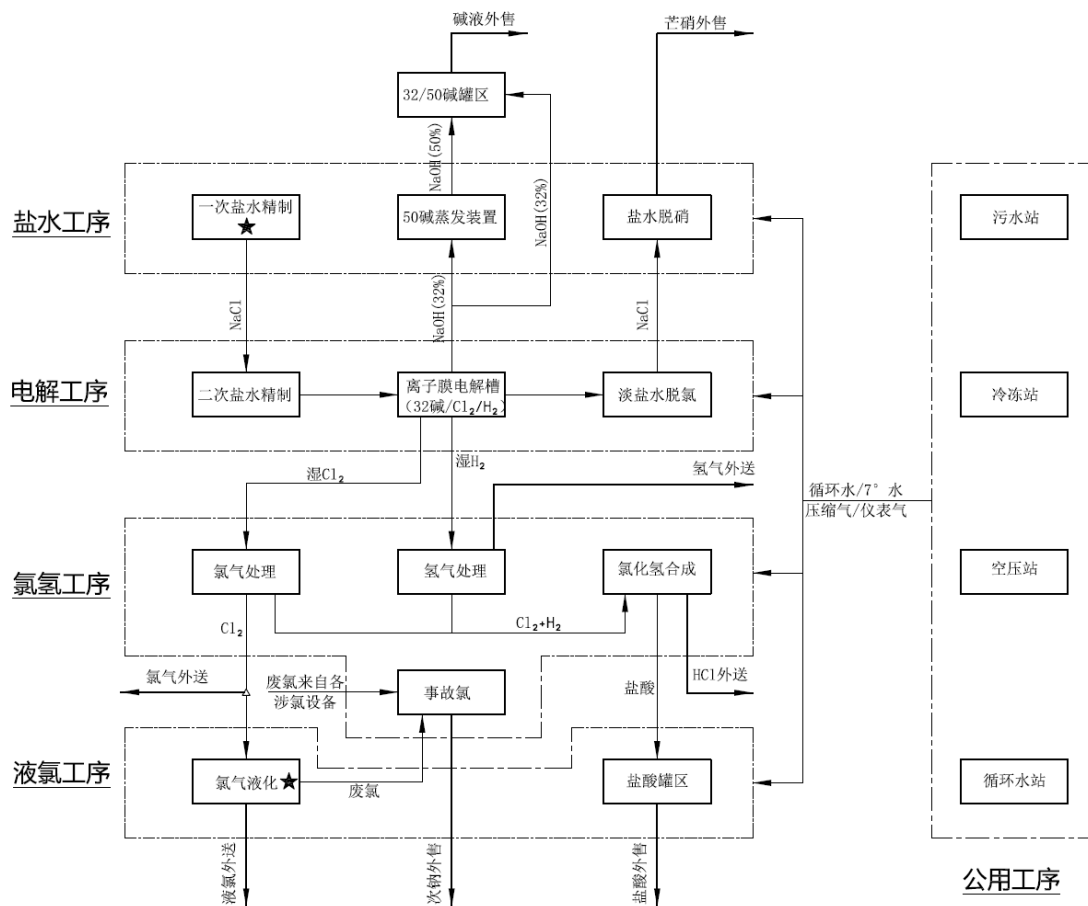 碱液外售
芒硝外售
32/50碱罐区
NaOH(50%)
NaOH(32%)
盐水工序
一次盐水精制
50碱蒸发装置
盐水脱硝
污水站
NaCl
NaOH(32%)
NaCl
电解工序
二次盐水精制
离子膜电解槽
(32碱/Cl₂/H₂)
淡盐水脱氯
冷冻站
湿Cl₂
湿H₂
氢气外送
循环水/7°水
压缩气/仪表气
氯氢工序
氯气处理
氢气处理
氯化氢合成
空压站
Cl₂
Cl₂+H₂
氯气外送
废氯来自各
涉氯设备
事故氯
盐酸
HCl外送
液氯工序
氯气液化
废氯
盐酸罐区
循环水站
液氯外送
次钠外售
盐酸外售
公用工序